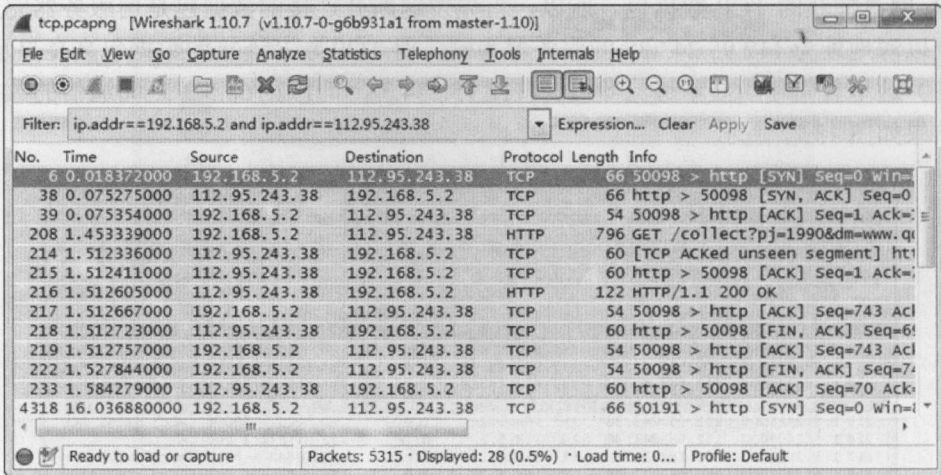 tcp.pcapng [Wireshark 1.10.7 (v1.10.7-0-g6b931a1 from master-1.10)]
File Edit View Go Capture Analyze Statistics Telephony Tools Internals Help
Filter: ip.addr==192.168.5.2 and ip.addr==112.95.243.38 Expression... Clear Apply Save
No. Time Source Destination Protocol Length Info
6 0.018372000 192.168.5.2 112.95.243.38 TCP 66 50098 > http [SYN] Seq=0 Win=
38 0.075275000 112.95.243.38 192.168.5.2 TCP 66 http > 50098 [SYN, ACK] Seq=0
39 0.075354000 192.168.5.2 112.95.243.38 TCP 54 50098 > http [ACK] Seq=1 Ack=
208 1.453339000 192.168.5.2 112.95.243.38 HTTP 796 GET /collect?pj=1990&dm=www.q
214 1.512336000 112.95.243.38 192.168.5.2 TCP 60 [TCP ACKed unseen segment] htt
215 1.512411000 112.95.243.38 192.168.5.2 TCP 60 http > 50098 [ACK] Seq=1 Ack=
216 1.512605000 112.95.243.38 192.168.5.2 HTTP 122 HTTP/1.1 200 OK
217 1.512667000 192.168.5.2 112.95.243.38 TCP 54 50098 > http [ACK] Seq=743 Ack
218 1.512723000 112.95.243.38 192.168.5.2 TCP 60 http > 50098 [FIN, ACK] Seq=69
219 1.512757000 192.168.5.2 112.95.243.38 TCP 54 50098 > http [ACK] Seq=743 Ack
222 1.527844000 192.168.5.2 112.95.243.38 TCP 54 50098 > http [FIN, ACK] Seq=74
233 1.584279000 112.95.243.38 192.168.5.2 TCP 60 http > 50098 [ACK] Seq=70 Ack=
4318 16.036880000 192.168.5.2 112.95.243.38 TCP 66 50191 > http [SYN] Seq=0 Win=
Ready to load or capture Packets: 5315 · Displayed: 28 (0.5%) · Load time: 0... Profile: Default